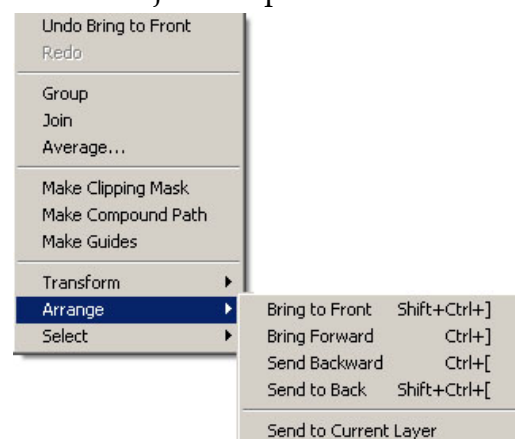 Undo Bring to Front
Redo
Group
Join
Average...
Make Clipping Mask
Make Compound Path
Make Guides
Transform
Arrange
Select
Bring to Front Shift+Ctrl+]
Bring Forward Ctrl+]
Send Backward Ctrl+[
Send to Back Shift+Ctrl+[
Send to Current Layer